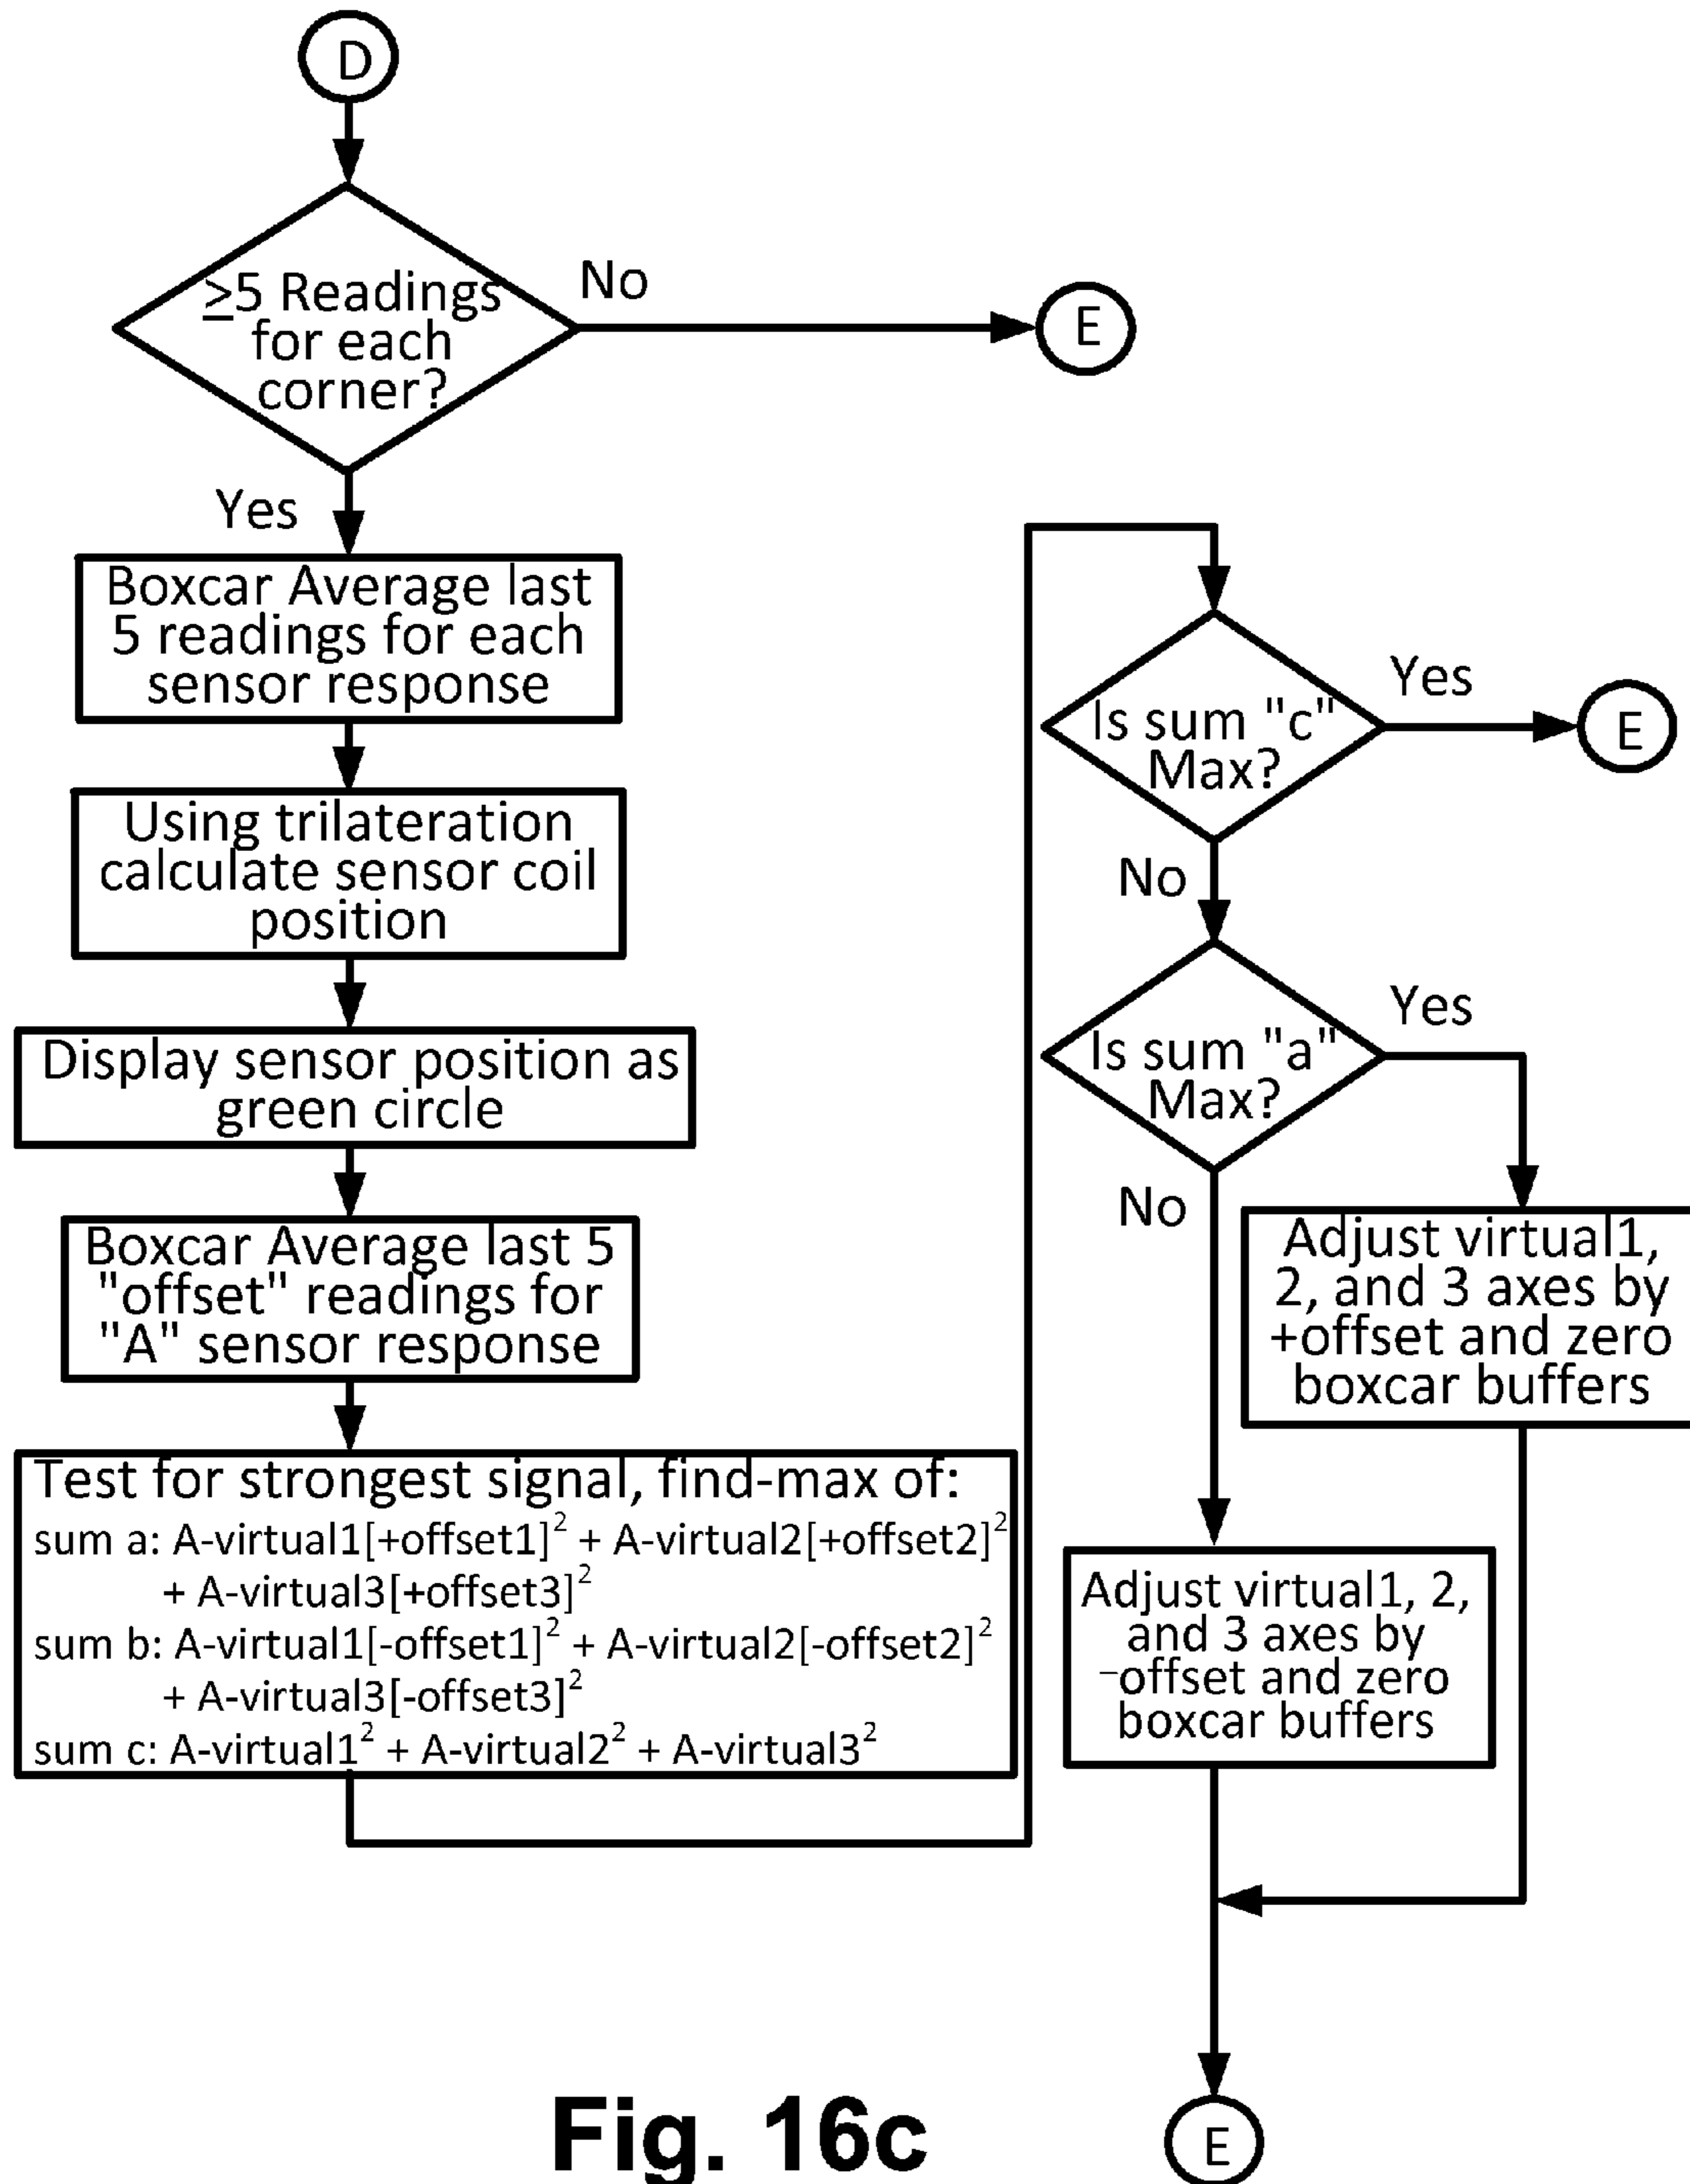 D
≥5 Readings
for each
corner?
No
E
Yes
Boxcar Average last
5 readings for each
sensor response
Using trilateration
calculate sensor coil
position
Display sensor position as
green circle
Boxcar Average last 5
"offset" readings for
"A" sensor response
Test for strongest signal, find-max of:
sum a: A-virtual1[+offset1]² + A-virtual2[+offset2]²
+ A-virtual3[+offset3]²
sum b: A-virtual1[-offset1]² + A-virtual2[-offset2]²
+ A-virtual3[-offset3]²
sum c: A-virtual1² + A-virtual2² + A-virtual3²
Is sum "c"
Max?
Yes
E
No
Is sum "a"
Max?
Yes
No
Adjust virtual1,
2, and 3 axes by
+offset and zero
boxcar buffers
Adjust virtual1, 2,
and 3 axes by
−offset and zero
boxcar buffers
E
Fig. 16c